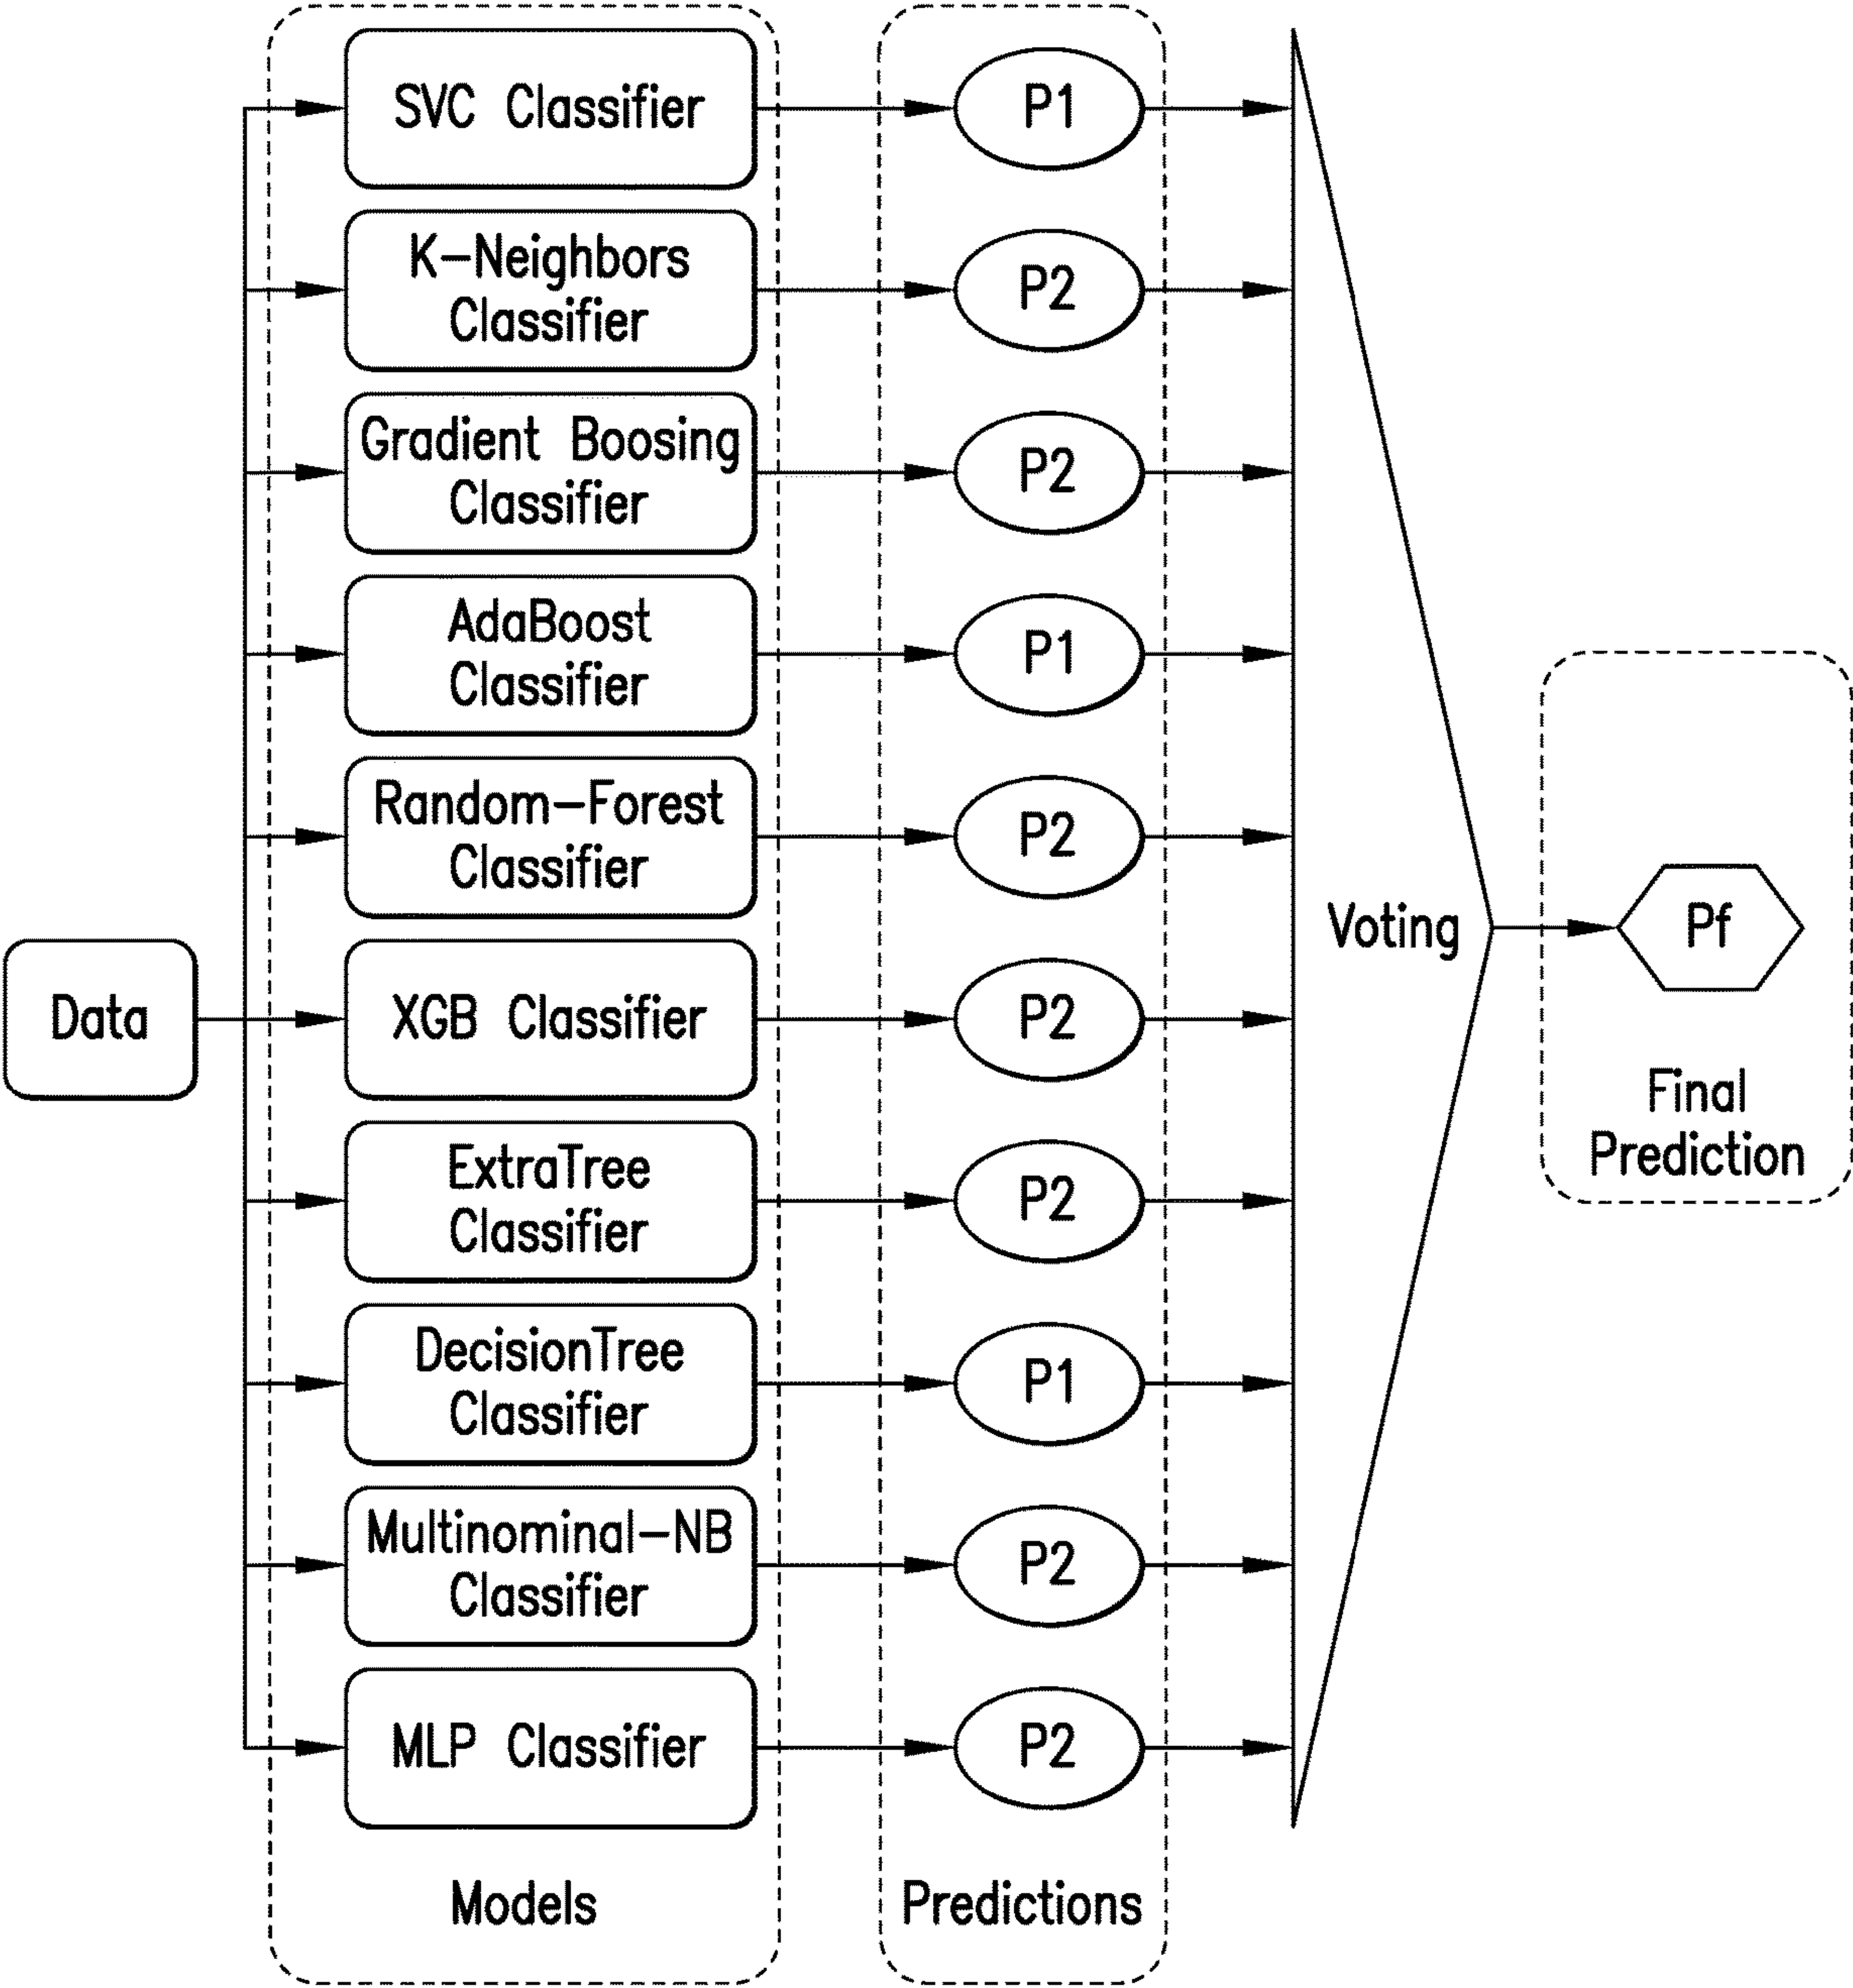 Data
SVC Classifier
K-Neighbors
Classifier
Gradient Boosing
Classifier
AdaBoost
Classifier
Random-Forest
Classifier
XGB Classifier
ExtraTree
Classifier
DecisionTree
Classifier
Multinominal-NB
Classifier
MLP Classifier
Models
P1
P2
P2
P1
P2
P2
P2
P1
P2
P2
Predictions
Voting
Pf
Final
Prediction